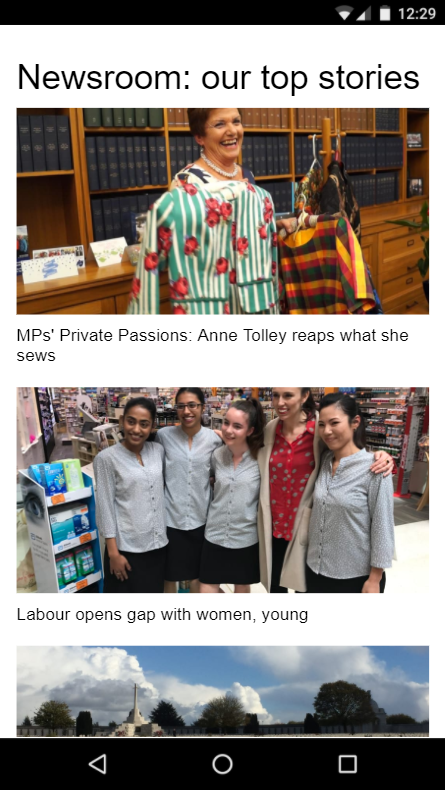 12:29
Newsroom: our top stories
MPs' Private Passions: Anne Tolley reaps what she
sews
Labour opens gap with women, young